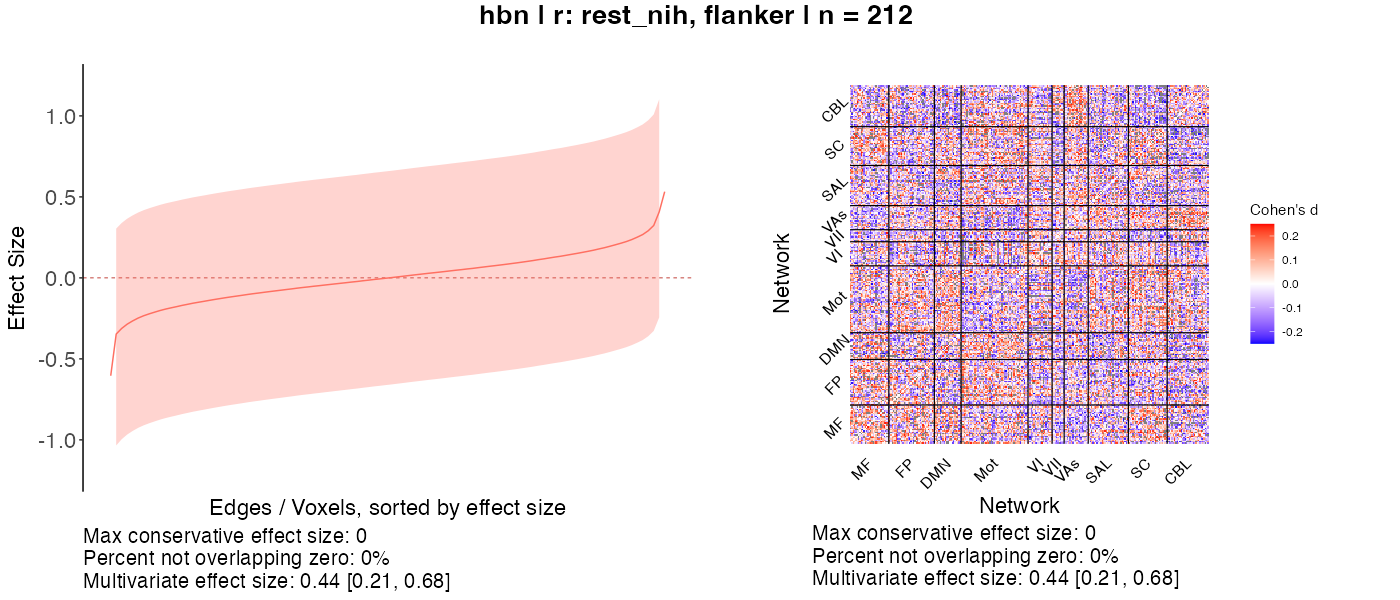 hbn | r: rest_nih, flanker | n = 212
Effect Size
1.0
0.5
0.0
-0.5
-1.0
Edges / Voxels, sorted by effect size
Max conservative effect size: 0
Percent not overlapping zero: 0%
Multivariate effect size: 0.44 [0.21, 0.68]
Network
CBL
SC
SAL
VAs
VII
VI
Mot
DMN
FP
MF
MF
FP
DMN
Mot
VI
VII
VAs
SAL
SC
CBL
Network
Cohen's d
0.2
0.1
0.0
-0.1
-0.2
Max conservative effect size: 0
Percent not overlapping zero: 0%
Multivariate effect size: 0.44 [0.21, 0.68]